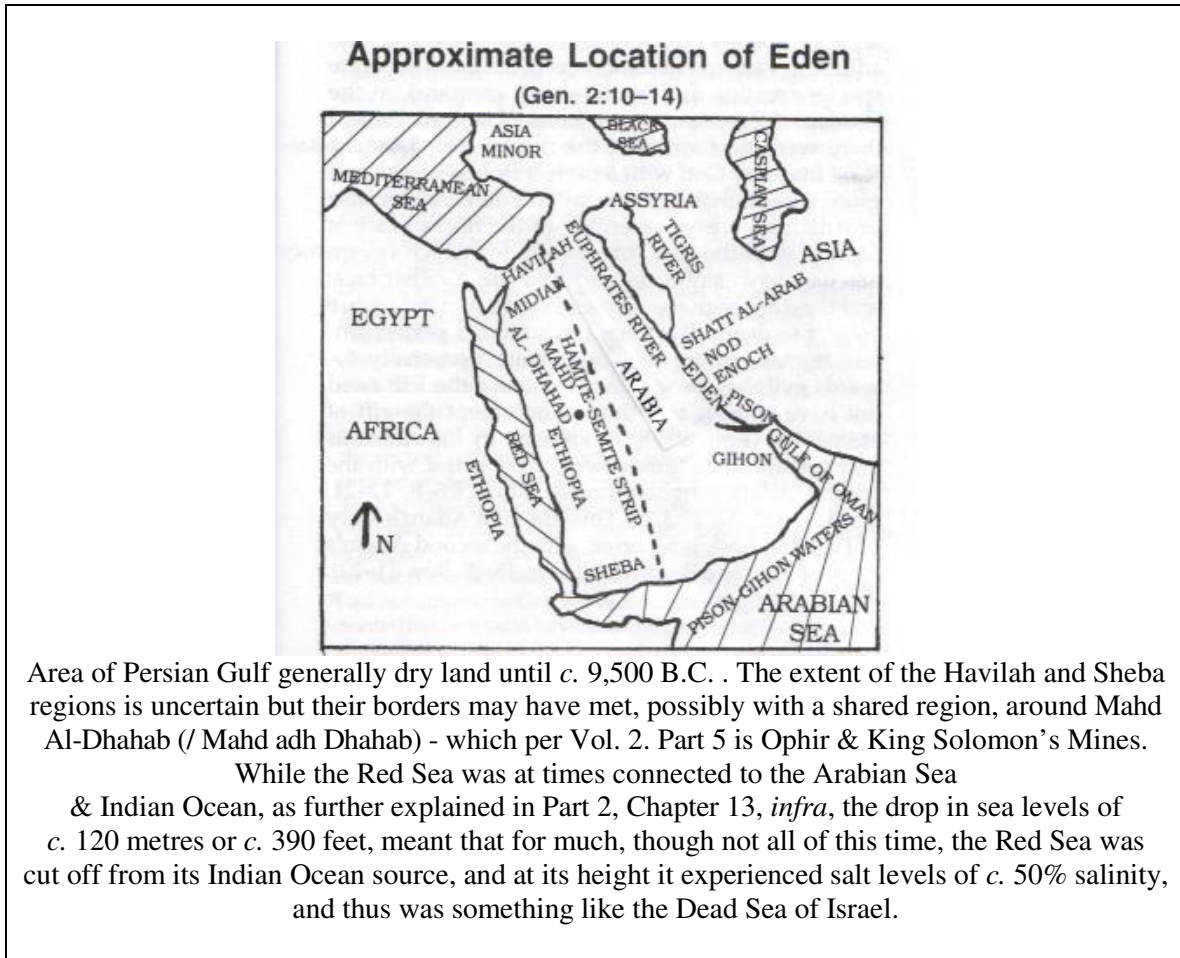 Approximate Location of Eden
(Gen. 2:10–14)
ASIA
MINOR
BLACK
SEA
CASPIAN SEA
MEDITERRANEAN
SEA
ASSYRIA
TIGRIS
RIVER
EUPHRATES RIVER
ASIA
HAVILAH
MIDIAN
EGYPT
SHATT AL-ARAB
NOD
ENOCH
EDEN
PISON
GIHON
GULF OF OMAN
ARABIA
HAMITE-SEMITE STRIP
MAHD
AL-DHAHAD
ETHIOPIA
RED SEA
AFRICA
ETHIOPIA
N
SHEBA
PISON-GIHON WATERS
ARABIAN
SEA
Area of Persian Gulf generally dry land until c. 9,500 B.C. . The extent of the Havilah and Sheba
regions is uncertain but their borders may have met, possibly with a shared region, around Mahd
Al-Dhahab (/ Mahd adh Dhahab) - which per Vol. 2. Part 5 is Ophir & King Solomon’s Mines.
While the Red Sea was at times connected to the Arabian Sea
& Indian Ocean, as further explained in Part 2, Chapter 13, infra, the drop in sea levels of
c. 120 metres or c. 390 feet, meant that for much, though not all of this time, the Red Sea was
cut off from its Indian Ocean source, and at its height it experienced salt levels of c. 50% salinity,
and thus was something like the Dead Sea of Israel.